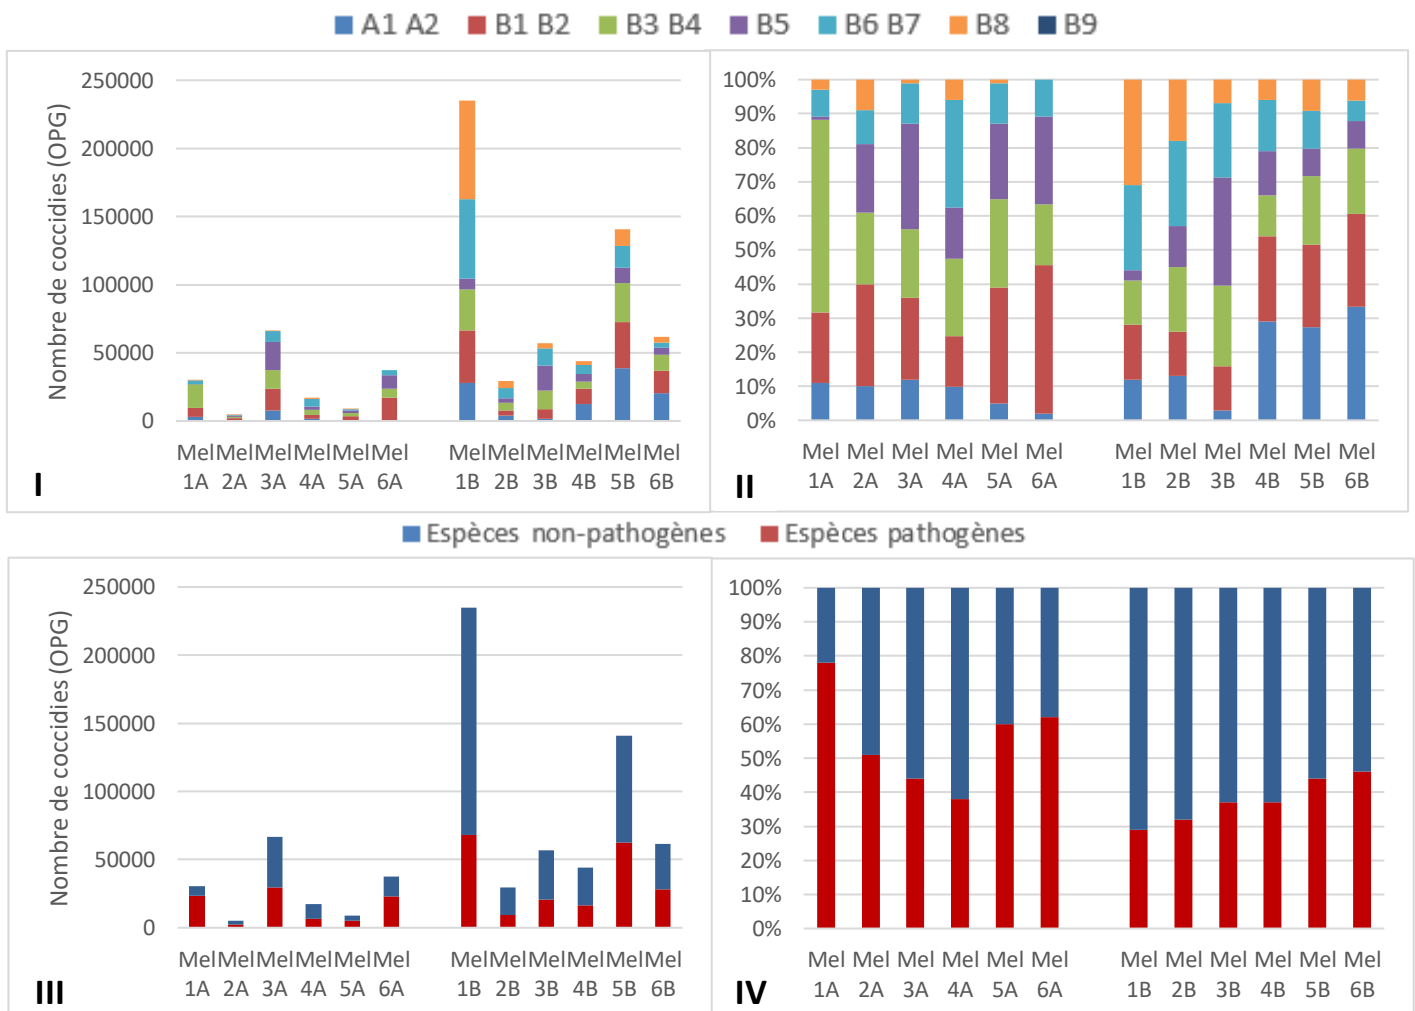 A1 A2 B1 B2 B3 B4 B5 B6 B7 B8 B9
Nombre de coccidies (OPG)
250000
200000
150000
100000
50000
0
Mel 1A Mel 2A Mel 3A Mel 4A Mel 5A Mel 6A Mel 1B Mel 2B Mel 3B Mel 4B Mel 5B Mel 6B
I
100%
90%
80%
70%
60%
50%
40%
30%
20%
10%
0%
Mel 1A Mel 2A Mel 3A Mel 4A Mel 5A Mel 6A Mel 1B Mel 2B Mel 3B Mel 4B Mel 5B Mel 6B
II
Espèces non-pathogènes Espèces pathogènes
Nombre de coccidies (OPG)
250000
200000
150000
100000
50000
0
Mel 1A Mel 2A Mel 3A Mel 4A Mel 5A Mel 6A Mel 1B Mel 2B Mel 3B Mel 4B Mel 5B Mel 6B
III
100%
90%
80%
70%
60%
50%
40%
30%
20%
10%
0%
Mel 1A Mel 2A Mel 3A Mel 4A Mel 5A Mel 6A Mel 1B Mel 2B Mel 3B Mel 4B Mel 5B Mel 6B
IV